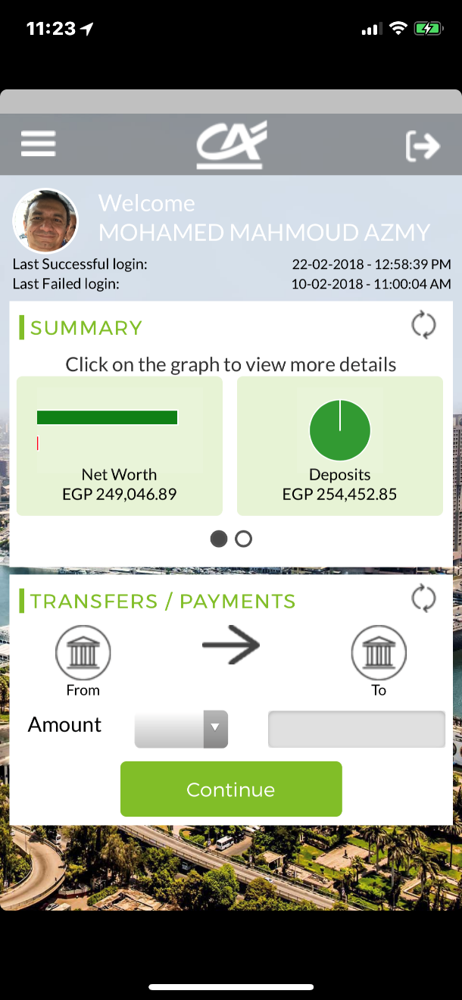 11:23
CA
Welcome
MOHAMED MAHMOUD AZMY
Last Successful login: 22-02-2018 - 12:58:39 PM
Last Failed login: 10-02-2018 - 11:00:04 AM
SUMMARY
Click on the graph to view more details
Net Worth
EGP 249,046.89
Deposits
EGP 254,452.85
TRANSFERS / PAYMENTS
From
To
Amount
Continue